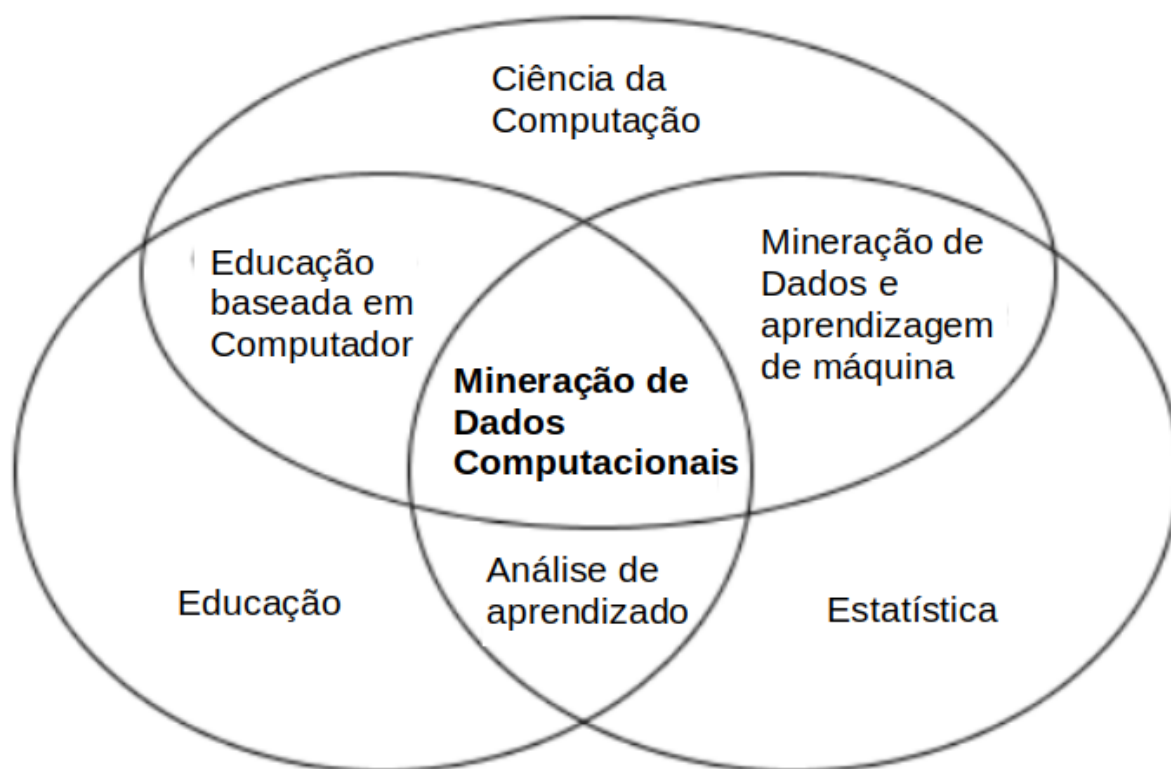 Ciência da
Computação
Educação
baseada em
Computador
Mineração de
Dados e
aprendizagem
de máquina
Mineração de
Dados
Computacionais
Educação
Análise de
aprendizado
Estatística